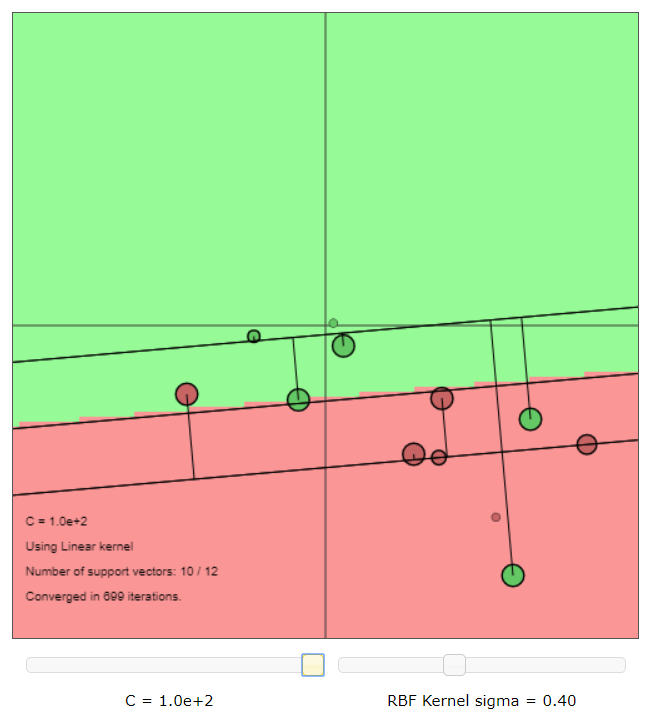 C = 1.0e+2
Using Linear kernel
Number of support vectors: 10 / 12
Converged in 699 iterations.
C = 1.0e+2
RBF Kernel sigma = 0.40